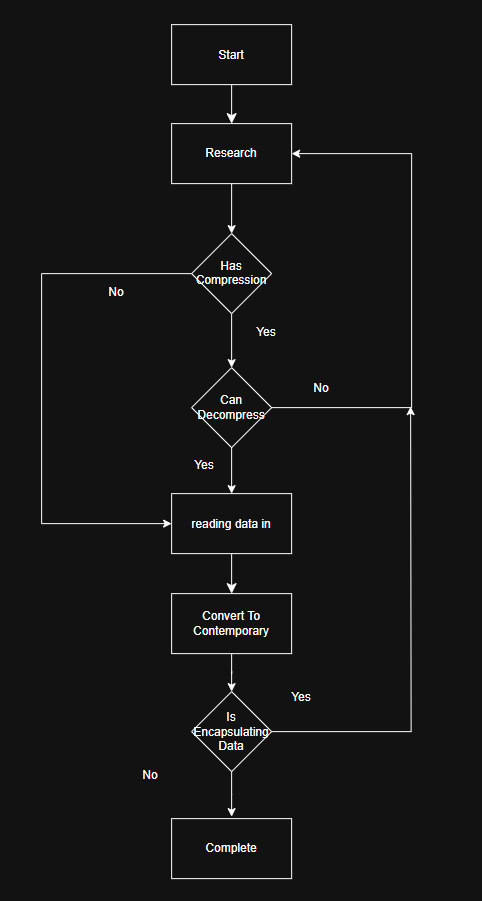 Start
Research
Has
Compression
No
Yes
Can
Decompress
No
Yes
reading data in
Convert To
Contemporary
Yes
Is
Encapsulating
Data
No
Complete